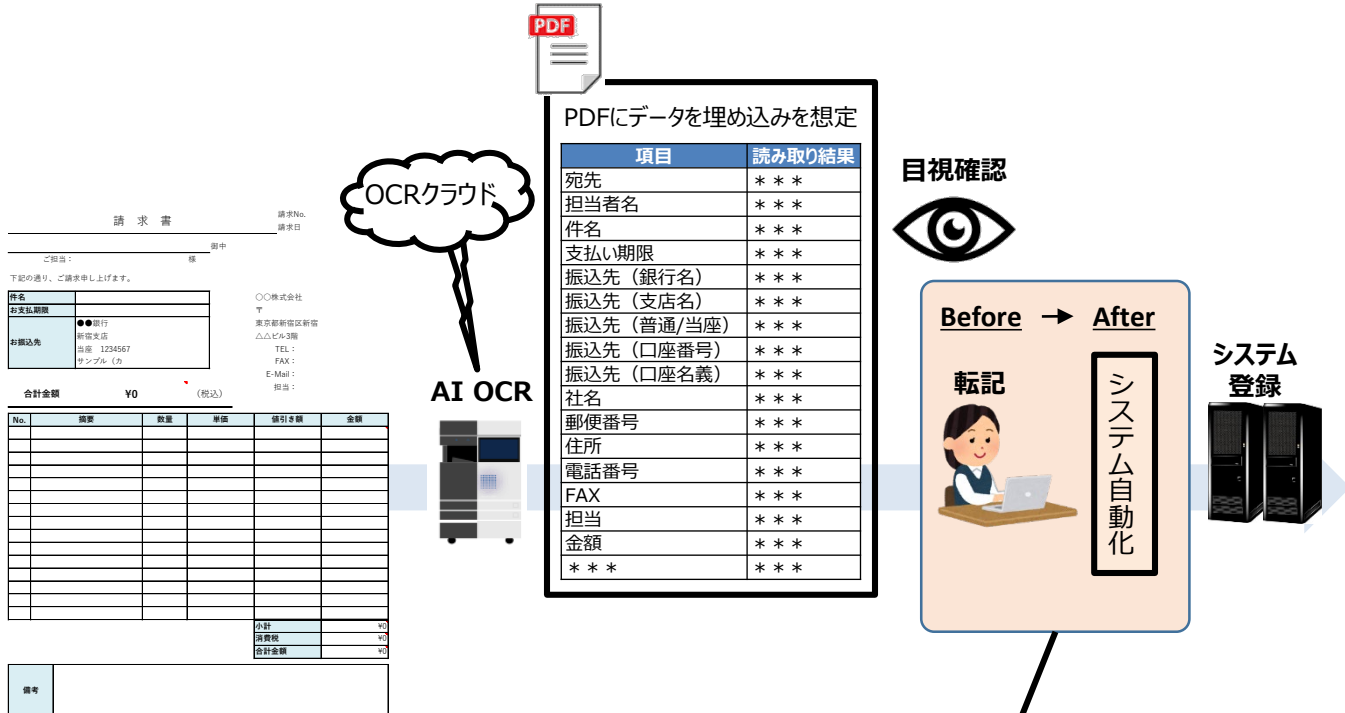 請 求 書
請求No.
請求日
御中
ご担当： 様
下記の通り、ご請求申し上げます。
件名
お支払期限
お振込先
●●銀行
新宿支店
当座 1234567
サンプル（カ
○○株式会社
〒
東京都新宿区新宿
△△ビル3階
TEL：
FAX：
E-Mail：
担当：
合計金額 ¥0 （税込）
No. 摘要 数量 単価 値引き額 金額
小計 ¥0
消費税 ¥0
合計金額 ¥0
備考
OCRクラウド
AI OCR
PDF
PDFにデータを埋め込みを想定
項目 読み取り結果
宛先 ＊＊＊
担当者名 ＊＊＊
件名 ＊＊＊
支払い期限 ＊＊＊
振込先（銀行名） ＊＊＊
振込先（支店名） ＊＊＊
振込先（普通/当座） ＊＊＊
振込先（口座番号） ＊＊＊
振込先（口座名義） ＊＊＊
社名 ＊＊＊
郵便番号 ＊＊＊
住所 ＊＊＊
電話番号 ＊＊＊
FAX ＊＊＊
担当 ＊＊＊
金額 ＊＊＊
＊＊＊ ＊＊＊
目視確認
Before → After
転記
システム自動化
システム
登録